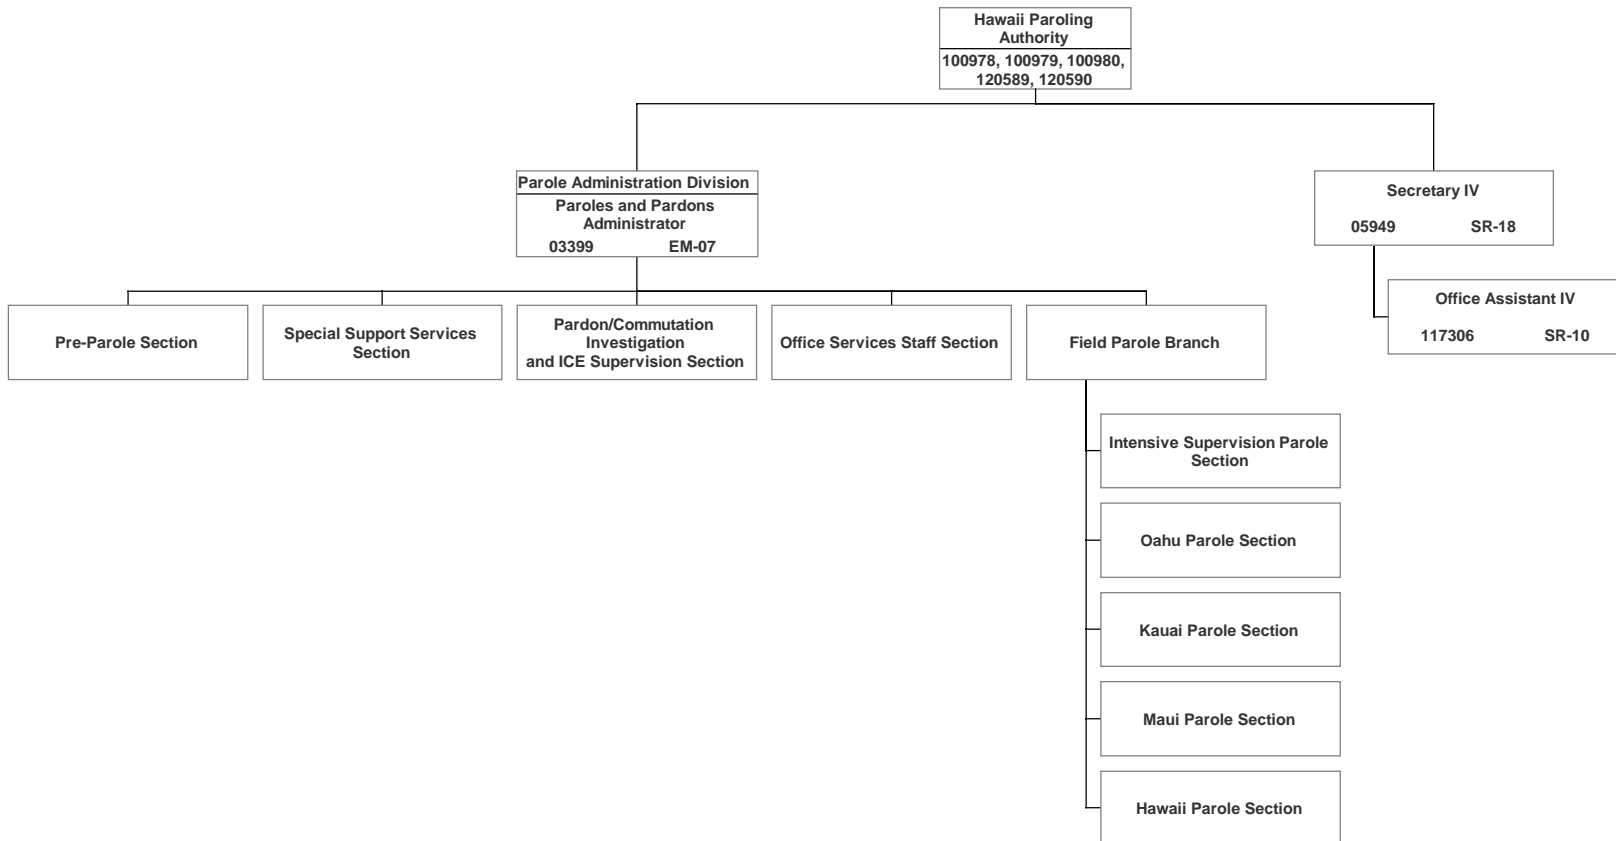 Hawaii Paroling
Authority
100978, 100979, 100980,
120589, 120590
Parole Administration Division
Paroles and Pardons
Administrator
03399 EM-07
Secretary IV
05949 SR-18
Office Assistant IV
117306 SR-10
Pre-Parole Section
Special Support Services
Section
Pardon/Commutation
Investigation
and ICE Supervision Section
Office Services Staff Section
Field Parole Branch
Intensive Supervision Parole
Section
Oahu Parole Section
Kauai Parole Section
Maui Parole Section
Hawaii Parole Section